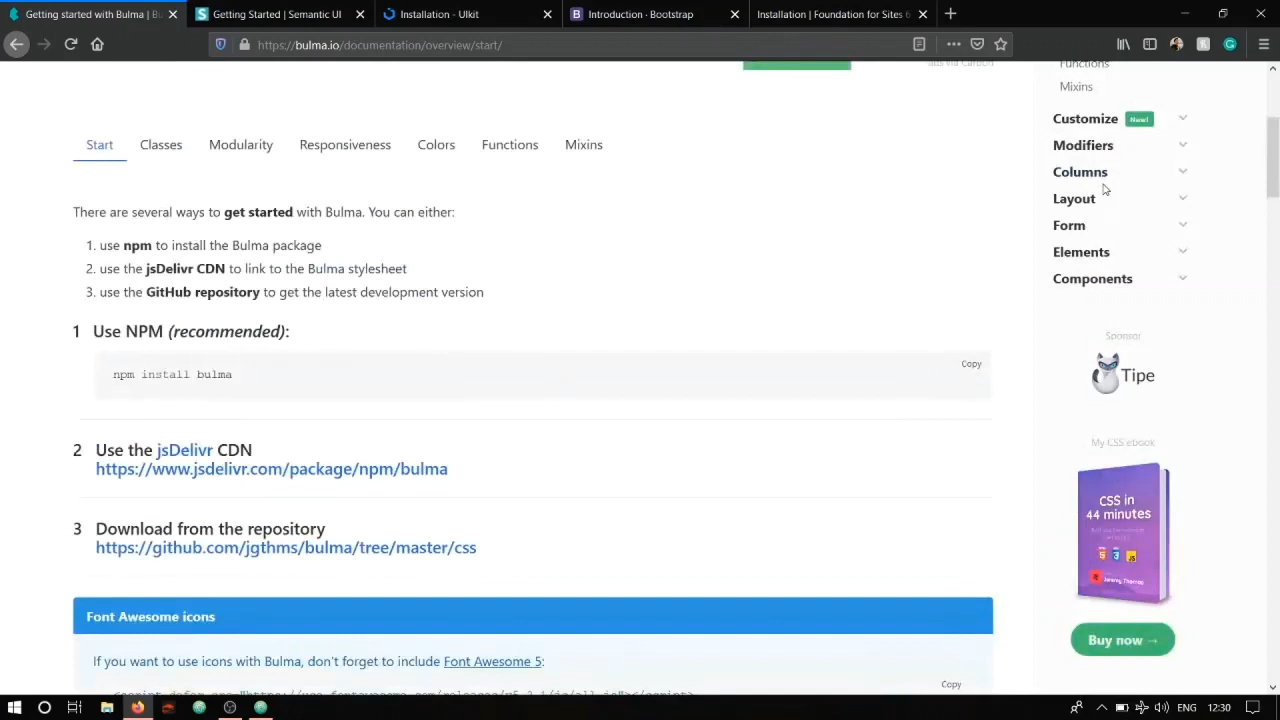 Getting started with Bulma | Bu
Getting Started | Semantic UI
Installation - UIkit
Introduction · Bootstrap
Installation | Foundation for Sites 6
https://bulma.io/documentation/overview/start/
ads via Carbon
Functions
Mixins
Customize New!
Modifiers
Columns
Layout
Form
Elements
Components
Start Classes Modularity Responsiveness Colors Functions Mixins
There are several ways to get started with Bulma. You can either:
1. use npm to install the Bulma package
2. use the jsDelivr CDN to link to the Bulma stylesheet
3. use the GitHub repository to get the latest development version
1 Use NPM (recommended):
Copy
npm install bulma
2 Use the jsDelivr CDN
https://www.jsdelivr.com/package/npm/bulma
3 Download from the repository
https://github.com/jgthms/bulma/tree/master/css
Font Awesome icons
If you want to use icons with Bulma, don't forget to include Font Awesome 5:
Copy
Sponsor
Tipe
My CSS ebook
CSS in
44 minutes
Jeremy Thomas
Buy now →
ENG 12:30